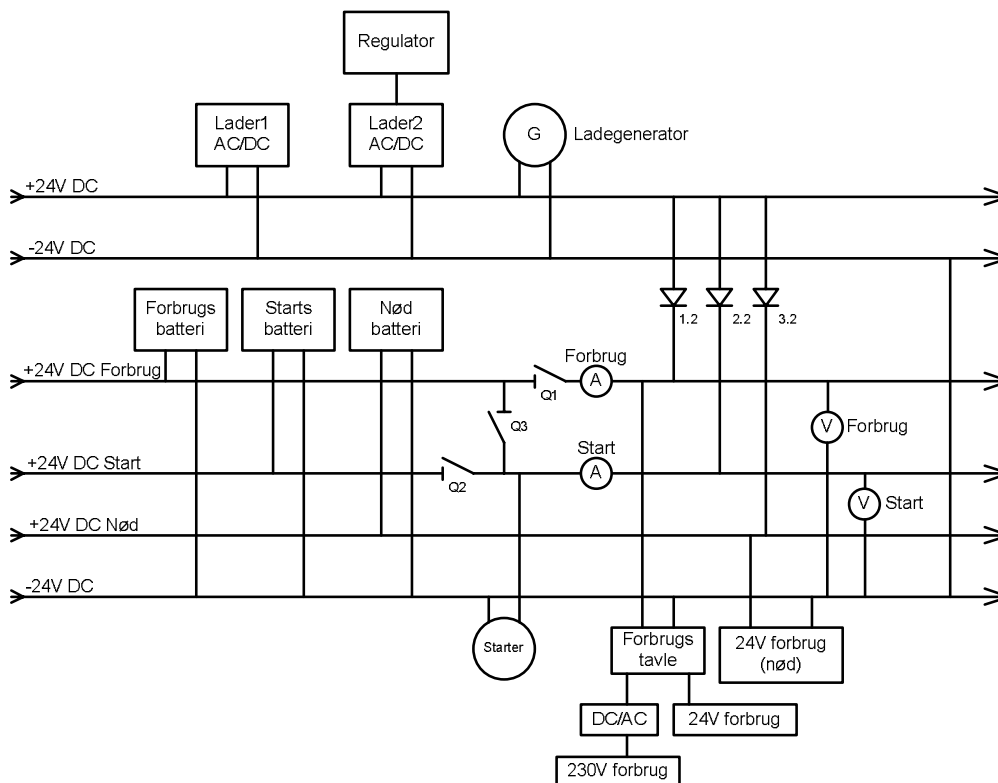 Regulator
Lader1
AC/DC
Lader2
AC/DC
G
Ladegenerator
+24V DC
-24V DC
Forbrugs
batteri
Starts
batteri
Nød
batteri
1.2
2.2
3.2
+24V DC Forbrug
Forbrug
A
Q1
Q3
V
Forbrug
+24V DC Start
Start
A
Q2
V
Start
+24V DC Nød
-24V DC
Starter
Forbrugs
tavle
24V forbrug
(nød)
DC/AC
24V forbrug
230V forbrug